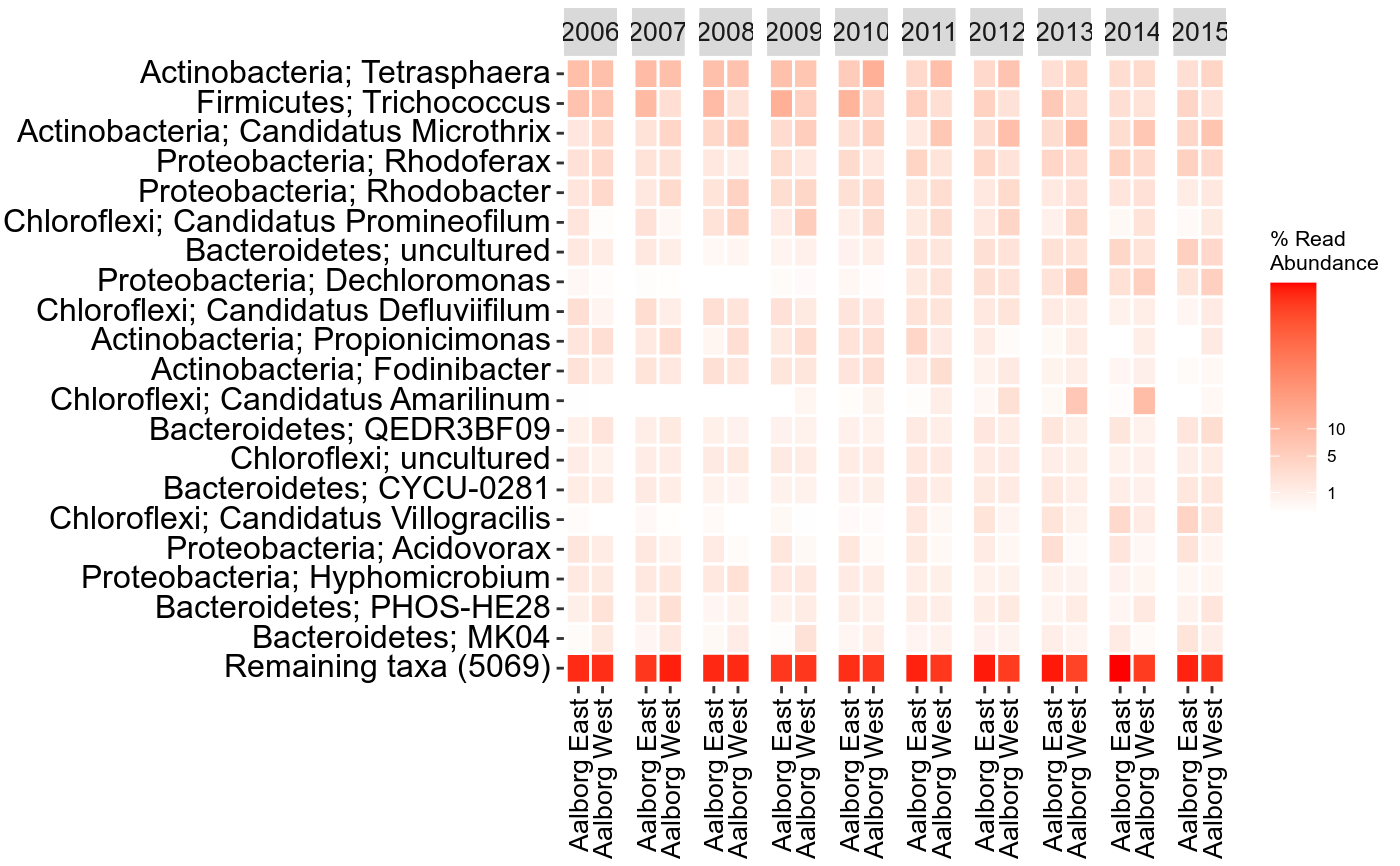 2006 2007 2008 2009 2010 2011 2012 2013 2014 2015
Actinobacteria; Tetrasphaera
Firmicutes; Trichococcus
Actinobacteria; Candidatus Microthrix
Proteobacteria; Rhodoferax
Proteobacteria; Rhodobacter
Chloroflexi; Candidatus Promineofilum
Bacteroidetes; uncultured
Proteobacteria; Dechloromonas
Chloroflexi; Candidatus Defluviifilum
Actinobacteria; Propionicimonas
Actinobacteria; Fodinibacter
Chloroflexi; Candidatus Amarilinum
Bacteroidetes; QEDR3BF09
Chloroflexi; uncultured
Bacteroidetes; CYCU-0281
Chloroflexi; Candidatus Villogracilis
Proteobacteria; Acidovorax
Proteobacteria; Hyphomicrobium
Bacteroidetes; PHOS-HE28
Bacteroidetes; MK04
Remaining taxa (5069)
Aalborg East
Aalborg West
Aalborg East
Aalborg West
Aalborg East
Aalborg West
Aalborg East
Aalborg West
Aalborg East
Aalborg West
Aalborg East
Aalborg West
Aalborg East
Aalborg West
Aalborg East
Aalborg West
Aalborg East
Aalborg West
Aalborg East
Aalborg West
% Read
Abundance
10
5
1